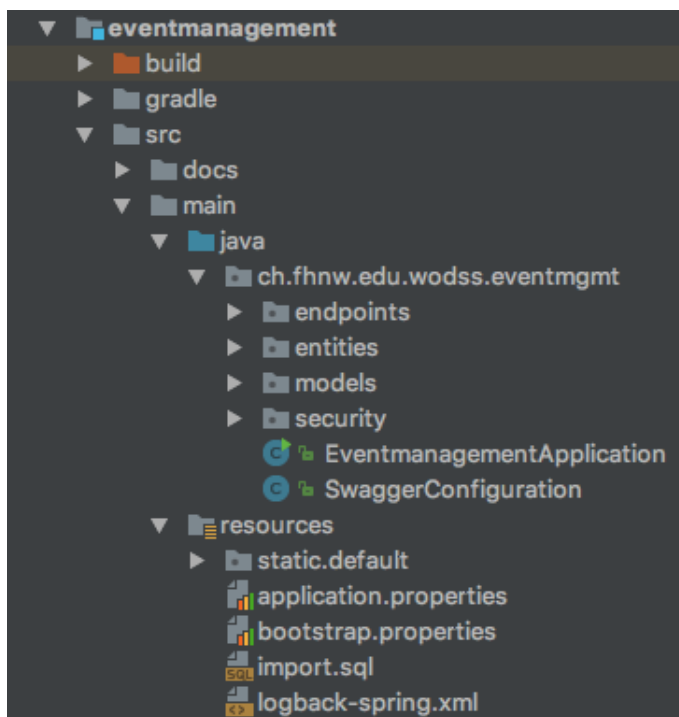 eventmanagement
build
gradle
src
docs
main
java
ch.fhnw.edu.wodss.eventmgmt
endpoints
entities
models
security
EventmanagementApplication
SwaggerConfiguration
resources
static.default
application.properties
bootstrap.properties
import.sql
logback-spring.xml